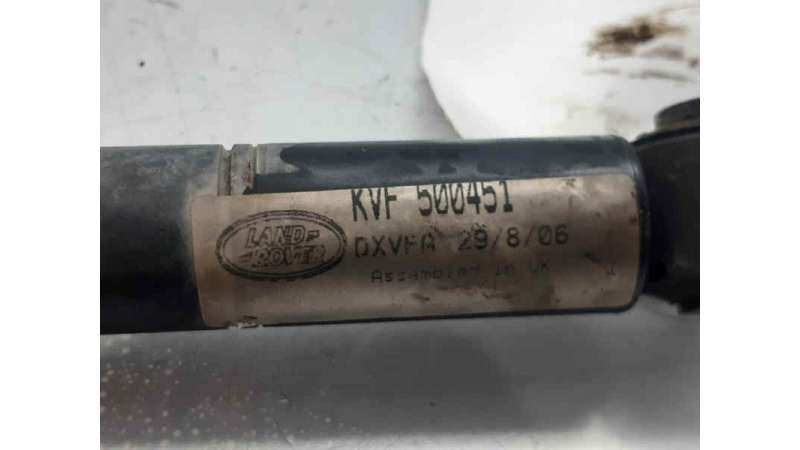 KVF 500451
LAND-
-ROVER
DXVFA 29/8/06
Assembled in UK